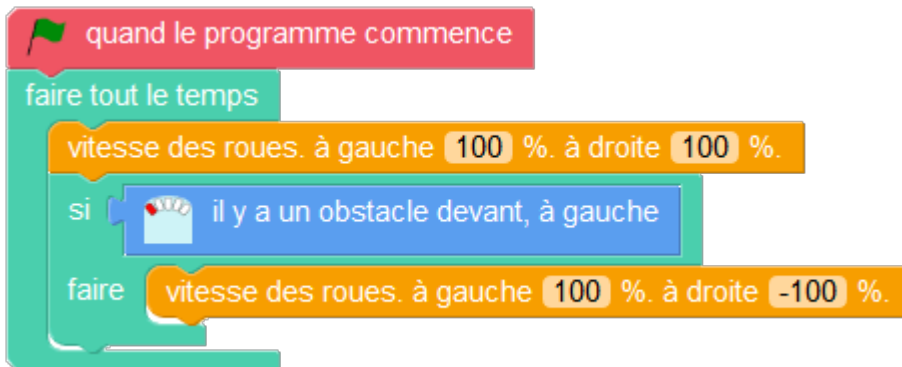 quand le programme commence
faire tout le temps
vitesse des roues. à gauche 100 %. à droite 100 %.
si il y a un obstacle devant, à gauche
faire vitesse des roues. à gauche 100 %. à droite -100 %.